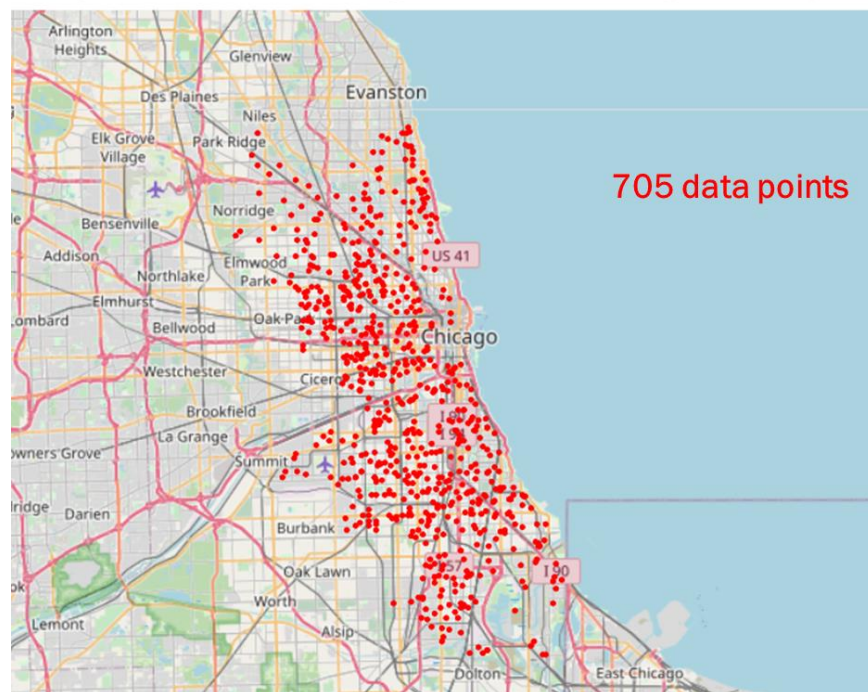 Arlington
Heights
Glenview
Des Plaines
Evanston
Niles
Elk Grove
Village
Park Ridge
705 data points
Norridge
Bensenville
US 41
Addison
Elmwood
Park
Northlake
Elmhurst
Lombard
Bellwood
Oak Pa
Chicago
Westchester
Cicero
Brookfield
La Grange
owners Grove
Summit
Darien
Burbank
57
I 90
Oak Lawn
Worth
Lemont
Alsip
Dolton
East Chicago